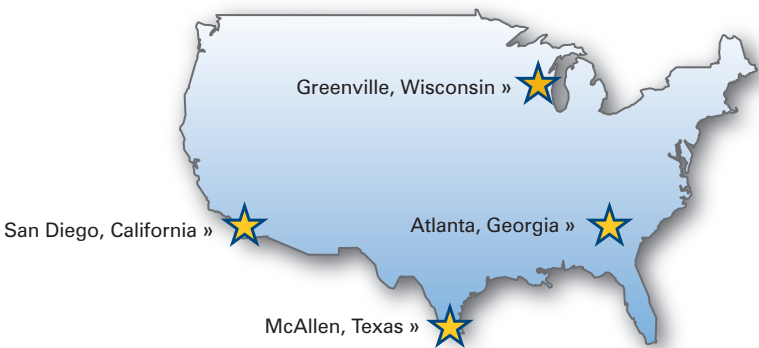 Greenville, Wisconsin »
San Diego, California »
Atlanta, Georgia »
McAllen, Texas »